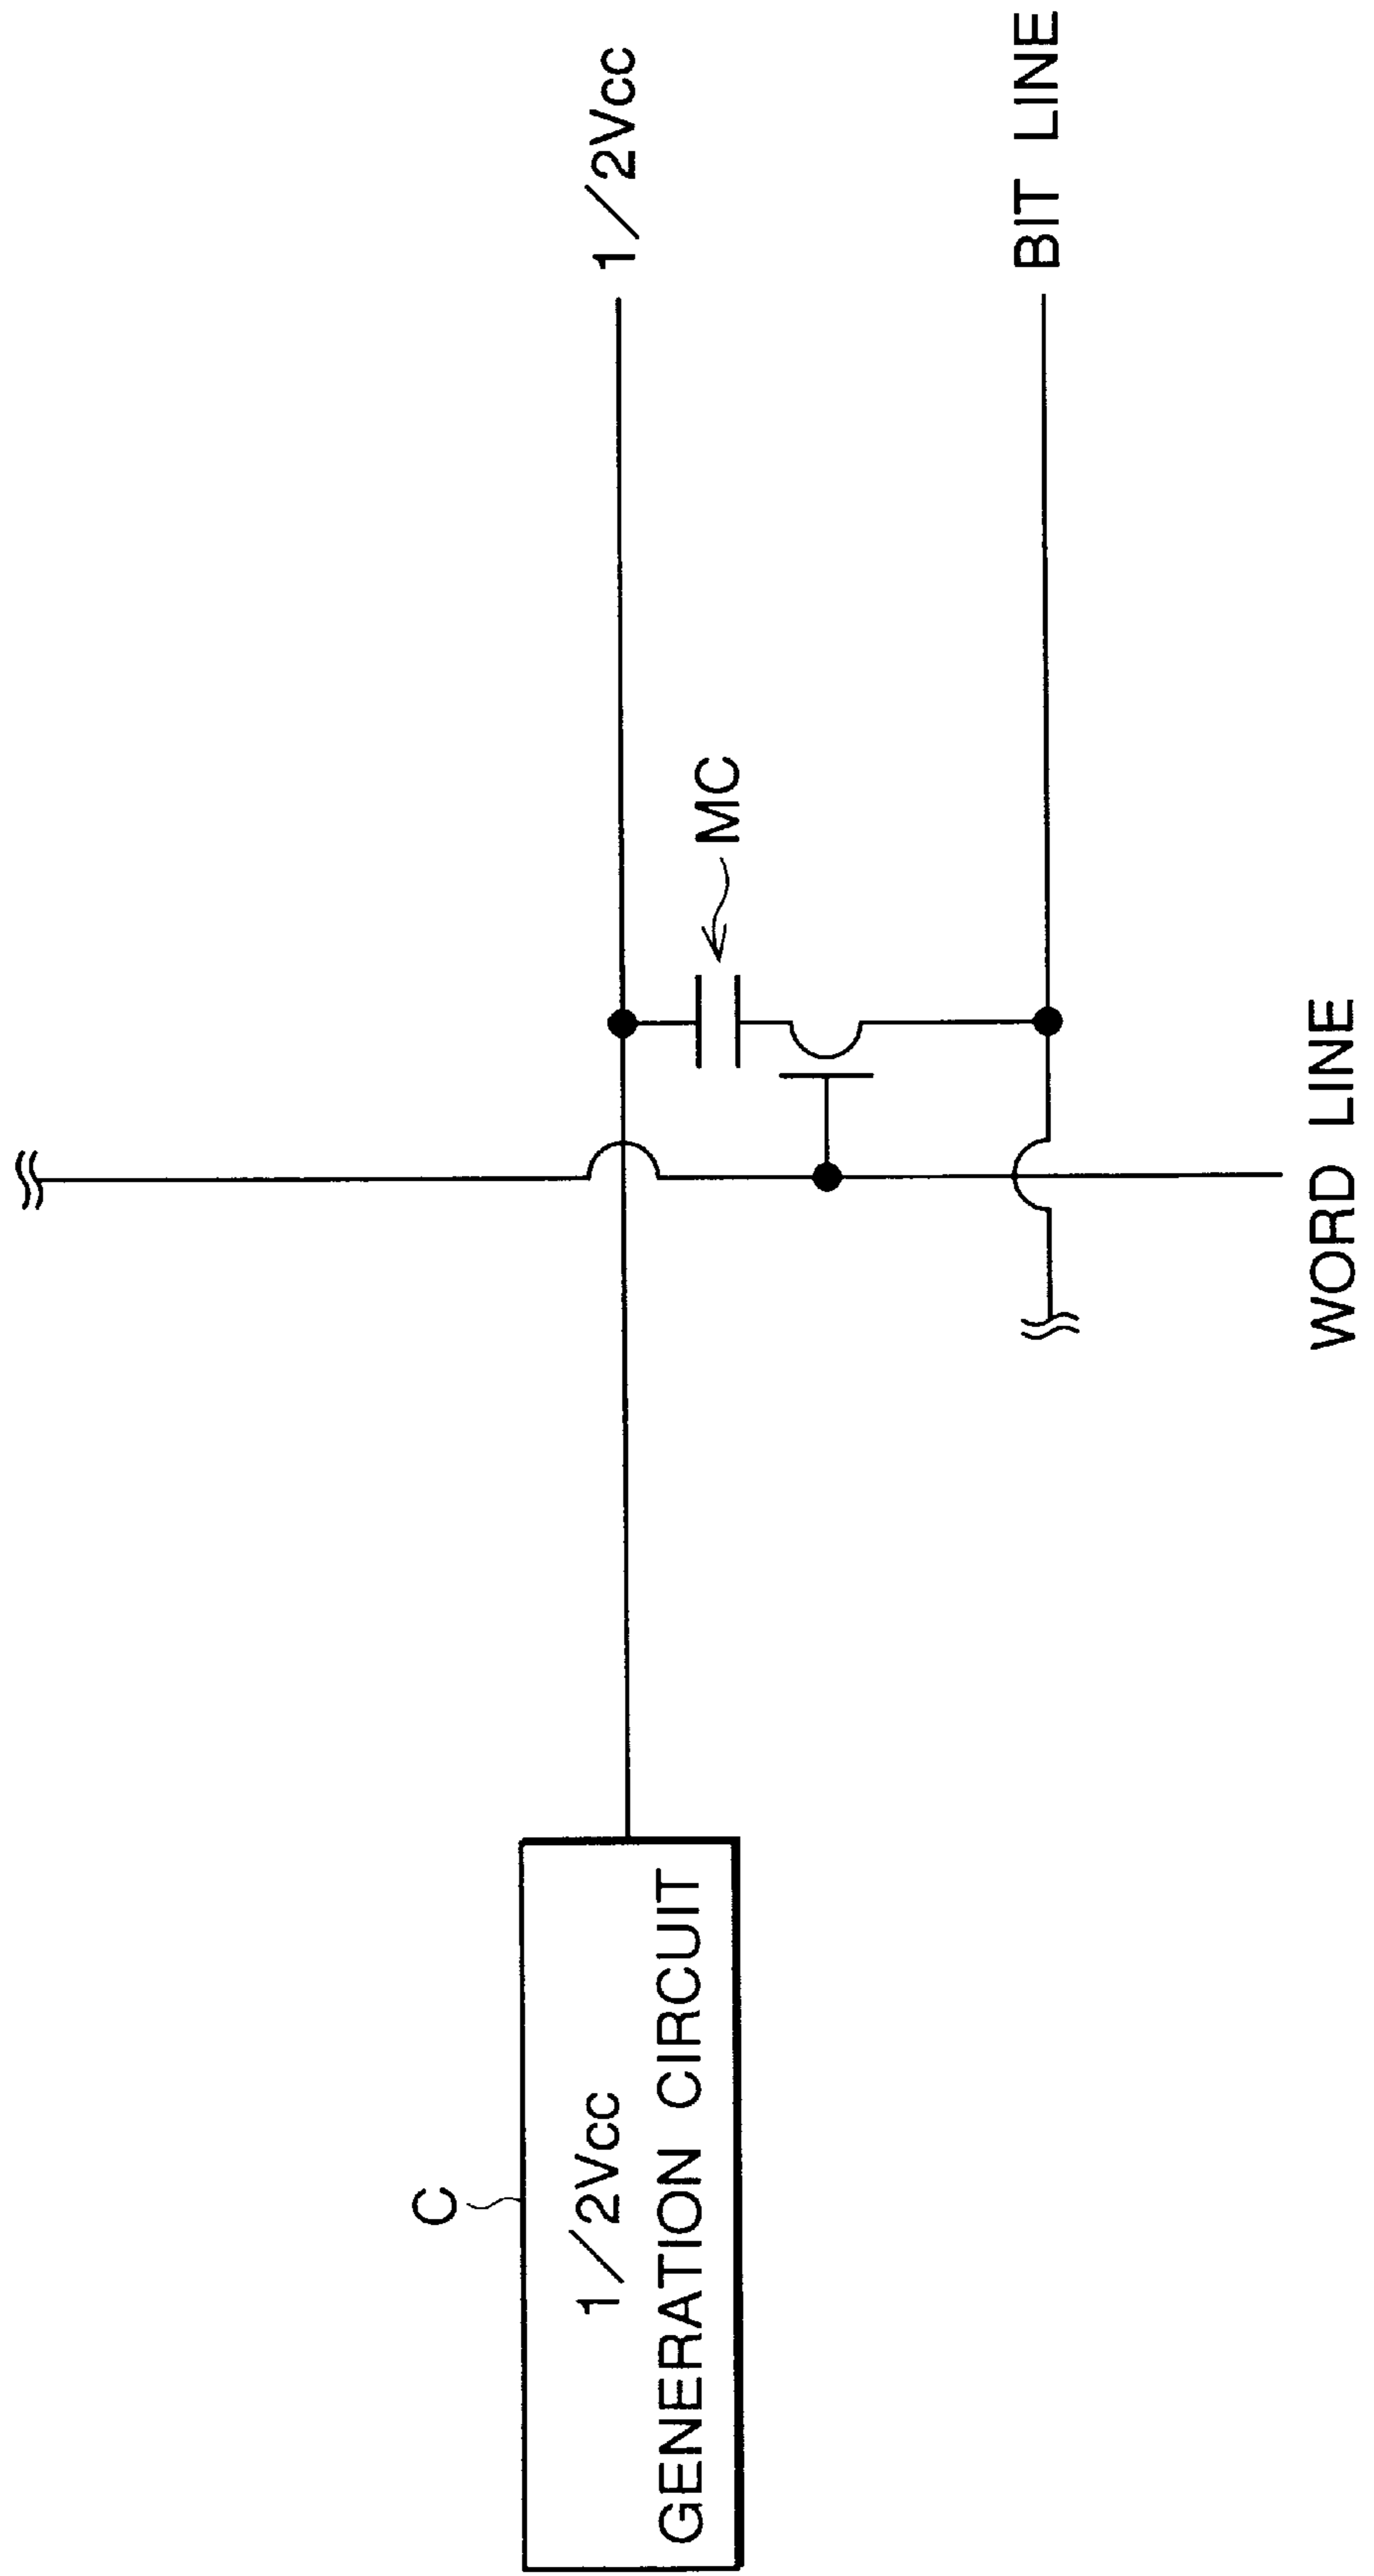 C
1/2Vcc
GENERATION CIRCUIT
1/2Vcc
MC
BIT LINE
WORD LINE